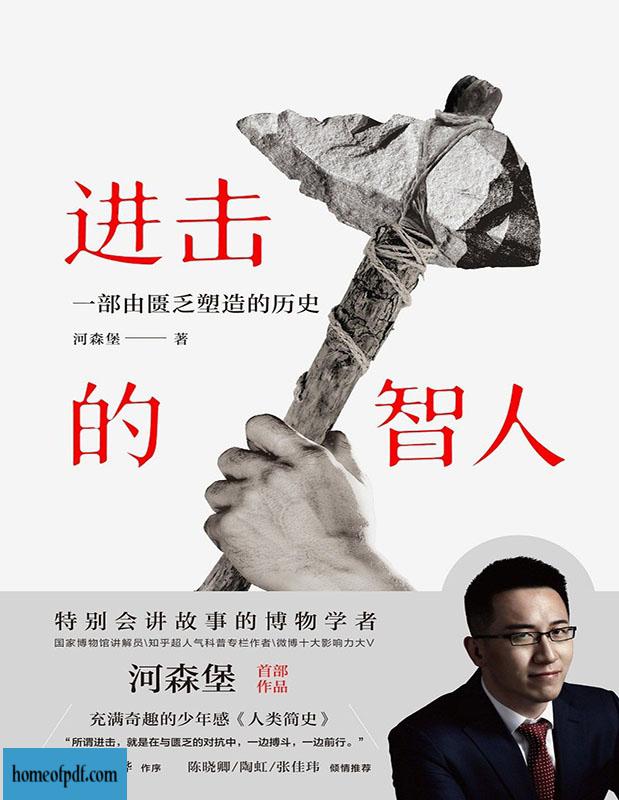 进击
一部由匮乏塑造的历史
河森堡——著
的 智人
特别会讲故事的博物学者
国家博物馆讲解员\知乎超人气科普专栏作者\微博十大影响力大V
河森堡 首部
作品
充满奇趣的少年感《人类简史》
“所谓进击，就是在与匮乏的对抗中，一边搏斗，一边前行。”
作序 陈晓卿/陶虹/张佳玮 倾情推荐
homeofpdf.com